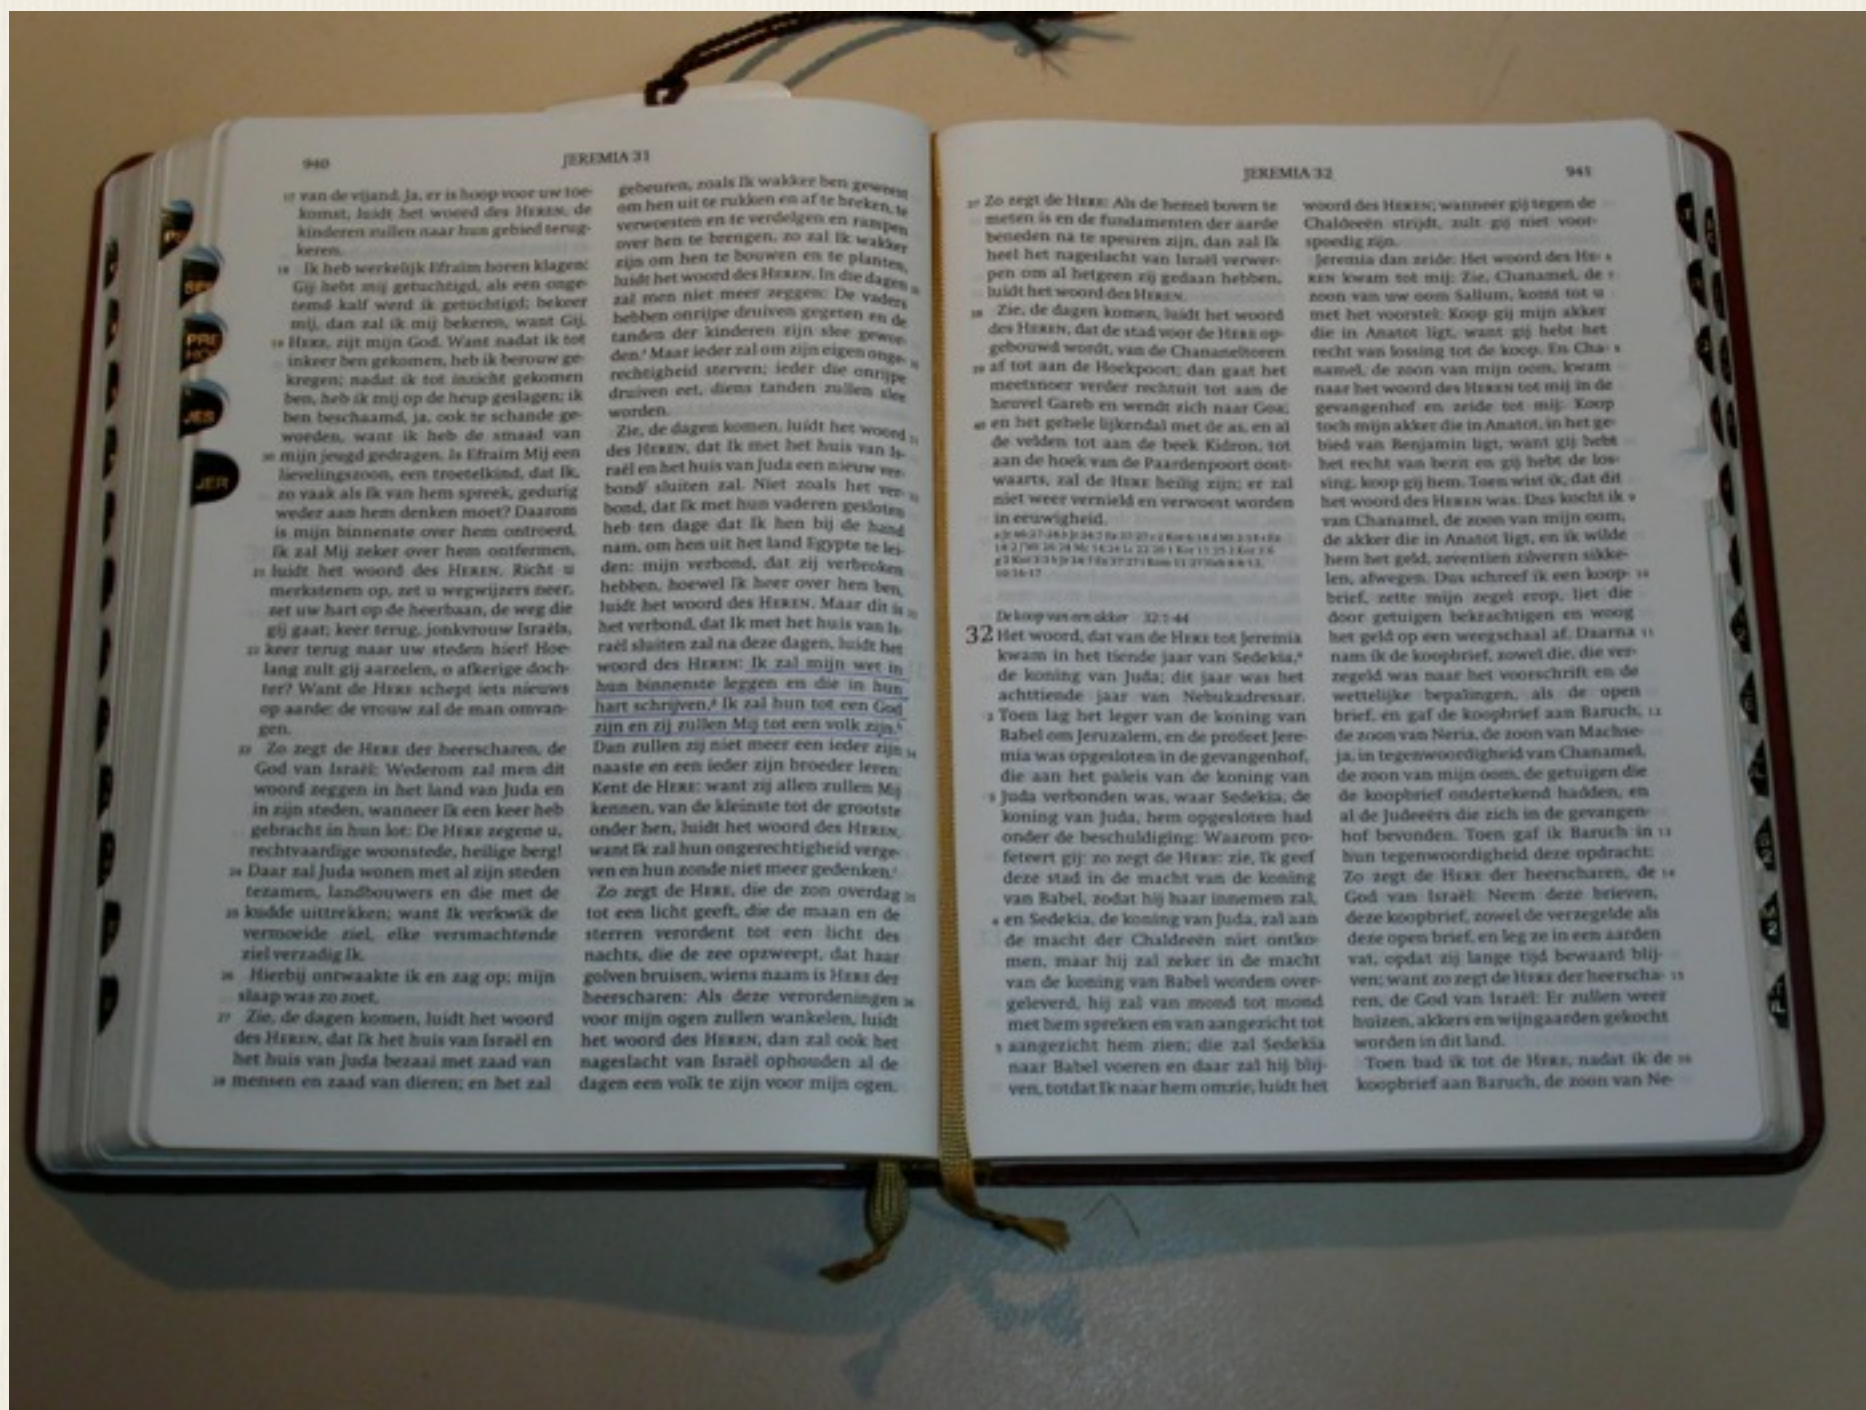 940
JEREMIA 31
17 van de vijand. Ja, er is hoop voor uw toe-
komst, luidt het woord des HEREN, de
kinderen zullen naar hun gebied terug-
keren.
18 Ik heb werkelijk Efraïm horen klagen:
Gij hebt mij getuchtigd, als een onge-
temd kalf werd ik getuchtigd; bekeer
mij, dan zal ik mij bekeren, want Gij,
19 HERE, zijt mijn God. Want nadat ik tot
inkeer ben gekomen, heb ik berouw ge-
kregen; nadat ik tot inzicht gekomen
ben, heb ik mij op de heup geslagen; ik
ben beschaamd, ja, ook te schande ge-
worden, want ik heb de smaad van
20 mijn jeugd gedragen. Is Efraïm Mij een
lievelingszoon, een troetelkind, dat Ik,
zo vaak als Ik van hem spreek, gedurig
weder aan hem denken moet? Daarom
is mijn binnenste over hem ontroerd,
Ik zal Mij zeker over hem ontfermen,
21 luidt het woord des HEREN. Richt u
merkstenen op, zet u wegwijzers neer,
zet uw hart op de heerbaan, de weg die
gij gaat; keer terug, jonkvrouw Israëls,
22 keer terug naar uw steden hier! Hoe-
lang zult gij aarzelen, o afkerige doch-
ter? Want de HERE schept iets nieuws
op aarde: de vrouw zal de man omvan-
gen.
23 Zo zegt de HERE der heerscharen, de
God van Israël: Wederom zal men dit
woord zeggen in het land van Juda en
in zijn steden, wanneer Ik een keer heb
gebracht in hun lot: De HERE zegene u,
rechtvaardige woonstede, heilige berg!
24 Daar zal Juda wonen met al zijn steden
tezamen, landbouwers en die met de
25 kudde uittrekken; want Ik verkwik de
vermoeide ziel, elke versmachtende
ziel verzadig Ik.
26 Hierbij ontwaakte ik en zag op; mijn
slaap was zo zoet.
27 Zie, de dagen komen, luidt het woord
des HEREN, dat Ik het huis van Israël en
het huis van Juda bezaai met zaad van
28 mensen en zaad van dieren; en het zal
gebeuren, zoals Ik wakker ben geweest
om hen uit te rukken en af te breken, te
verwoesten en te verdelgen en rampen
over hen te brengen, zo zal Ik wakker
zijn om hen te bouwen en te planten,
luidt het woord des HEREN. In die dagen 29
zal men niet meer zeggen: De vaders
hebben onrijpe druiven gegeten en de
tanden der kinderen zijn slee gewor-
den. Maar ieder zal om zijn eigen onge- 30
rechtigheid sterven; ieder die onrijpe
druiven eet, diens tanden zullen slee
worden.
Zie, de dagen komen, luidt het woord 31
des HEREN, dat Ik met het huis van Is-
raël en het huis van Juda een nieuw ver-
bond sluiten zal. Niet zoals het ver- 32
bond, dat Ik met hun vaderen gesloten
heb ten dage dat Ik hen bij de hand
nam, om hen uit het land Egypte te lei-
den: mijn verbond, dat zij verbroken
hebben, hoewel Ik heer over hen ben,
luidt het woord des HEREN. Maar dit is 33
het verbond, dat Ik met het huis van Is-
raël sluiten zal na deze dagen, luidt het
woord des HEREN: Ik zal mijn wet in
hun binnenste leggen en die in hun
hart schrijven, Ik zal hun tot een God
zijn en zij zullen Mij tot een volk zijn.
Dan zullen zij niet meer een ieder zijn 34
naaste en een ieder zijn broeder leren:
Kent de HERE: want zij allen zullen Mij
kennen, van de kleinste tot de grootste
onder hen, luidt het woord des HEREN,
want Ik zal hun ongerechtigheid verge-
ven en hun zonde niet meer gedenken.
Zo zegt de HERE, die de zon overdag 35
tot een licht geeft, die de maan en de
sterren verordent tot een licht des
nachts, die de zee opzweept, dat haar
golven bruisen, wiens naam is HERE der
heerscharen: Als deze verordeningen 36
voor mijn ogen zullen wankelen, luidt
het woord des HEREN, dan zal ook het
nageslacht van Israël ophouden al de
dagen een volk te zijn voor mijn ogen.
JEREMIA 32
941
37 Zo zegt de HERE: Als de hemel boven te
meten is en de fundamenten der aarde
beneden na te speuren zijn, dan zal Ik
heel het nageslacht van Israël verwer-
pen om al hetgeen zij gedaan hebben,
luidt het woord des HEREN.
38 Zie, de dagen komen, luidt het woord
des HEREN, dat de stad voor de HERE op-
gebouwd wordt, van de Chananeltoren
39 af tot aan de Hoekpoort; dan gaat het
meetsnoer verder rechtuit tot aan de
heuvel Gareb en wendt zich naar Goa;
40 en het gehele lijkendal met de as, en al
de velden tot aan de beek Kidron, tot
aan de hoek van de Paardenpoort oost-
waarts, zal de HERE heilig zijn; er zal
niet weer vernield en verwoest worden
in eeuwigheid.
De koop van een akker 32:1-44
32 Het woord, dat van de HERE tot Jeremia
kwam in het tiende jaar van Sedekia,
de koning van Juda; dit jaar was het
achttiende jaar van Nebukadressar.
2 Toen lag het leger van de koning van
Babel om Jeruzalem, en de profeet Jere-
mia was opgesloten in de gevangenhof,
die aan het paleis van de koning van
3 Juda verbonden was, waar Sedekia, de
koning van Juda, hem opgesloten had
onder de beschuldiging: Waarom pro-
feteert gij: zo zegt de HERE: zie, Ik geef
deze stad in de macht van de koning
van Babel, zodat hij haar innemen zal,
4 en Sedekia, de koning van Juda, zal aan
de macht der Chaldeeën niet ontko-
men, maar hij zal zeker in de macht
van de koning van Babel worden over-
geleverd, hij zal van mond tot mond
met hem spreken en van aangezicht tot
5 aangezicht hem zien; die zal Sedekia
naar Babel voeren en daar zal hij blij-
ven, totdat Ik naar hem omzie, luidt het
woord des HEREN; wanneer gij tegen de
Chaldeeën strijdt, zult gij niet voor-
spoedig zijn.
Jeremia dan zeide: Het woord des HE- 6
REN kwam tot mij: Zie, Chanamel, de 7
zoon van uw oom Sallum, komt tot u
met het voorstel: Koop gij mijn akker
die in Anatot ligt, want gij hebt het
recht van lossing tot de koop. En Cha- 8
namel, de zoon van mijn oom, kwam
naar het woord des HEREN tot mij in de
gevangenhof en zeide tot mij: Koop
toch mijn akker die in Anatot, in het ge-
bied van Benjamin ligt, want gij hebt
het recht van bezit en gij hebt de los-
sing, koop gij hem. Toen wist ik, dat dit
het woord des HEREN was. Dus kocht ik 9
van Chanamel, de zoon van mijn oom,
de akker die in Anatot ligt, en ik wilde
hem het geld, zeventien zilveren sikke-
len, afwegen. Dus schreef ik een koop- 10
brief, zette mijn zegel erop, liet die
door getuigen bekrachtigen en woog
het geld op een weegschaal af. Daarna 11
nam ik de koopbrief, zowel die, die ver-
zegeld was naar het voorschrift en de
wettelijke bepalingen, als de open
brief, en gaf de koopbrief aan Baruch, 12
de zoon van Neria, de zoon van Machse-
ja, in tegenwoordigheid van Chanamel,
de zoon van mijn oom, de getuigen die
de koopbrief ondertekend hadden, en
al de Judeeërs die zich in de gevangen-
hof bevonden. Toen gaf ik Baruch in 13
hun tegenwoordigheid deze opdracht:
Zo zegt de HERE der heerscharen, de 14
God van Israël: Neem deze brieven,
deze koopbrief, zowel de verzegelde als
deze open brief, en leg ze in een aarden
vat, opdat zij lange tijd bewaard blij-
ven; want zo zegt de HERE der heerscha- 15
ren, de God van Israël: Er zullen weer
huizen, akkers en wijngaarden gekocht
worden in dit land.
Toen bad ik tot de HERE, nadat ik de 16
koopbrief aan Baruch, de zoon van Ne-
JES
JER